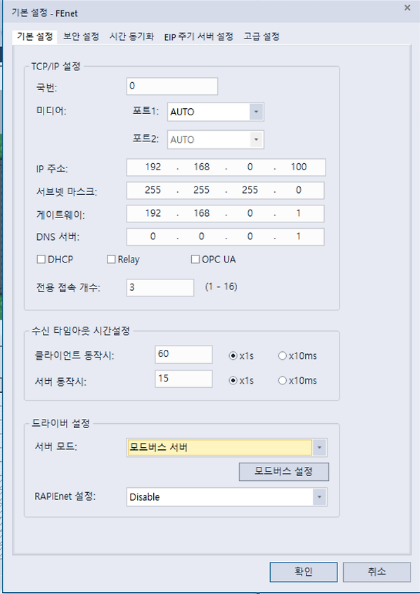 기본 설정 - FEnet
기본 설정 보안 설정 시간 동기화 EIP 주기 서버 설정 고급 설정
TCP/IP 설정
국번: 0
미디어: 포트1: AUTO
포트2: AUTO
IP 주소: 192 . 168 . 0 . 100
서브넷 마스크: 255 . 255 . 255 . 0
게이트웨이: 192 . 168 . 0 . 1
DNS 서버: 0 . 0 . 0 . 1
DHCP Relay OPC UA
전용 접속 개수: 3 (1 - 16)
수신 타임아웃 시간설정
클라이언트 동작시: 60 x1s x10ms
서버 동작시: 15 x1s x10ms
드라이버 설정
서버 모드: 모드버스 서버
모드버스 설정
RAPIEnet 설정: Disable
확인 취소